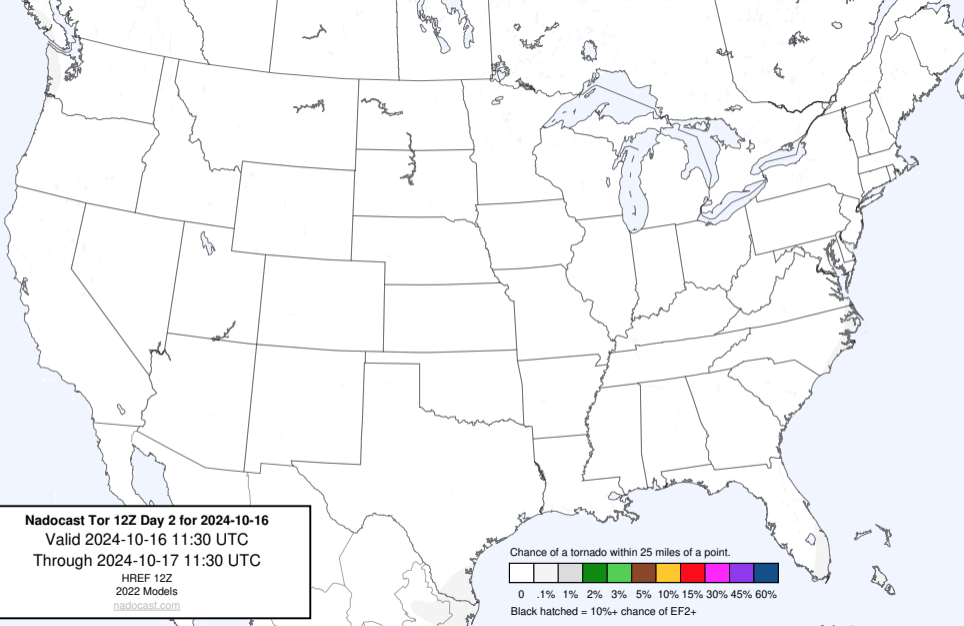 Nadocast Tor 12Z Day 2 for 2024-10-16
Valid 2024-10-16 11:30 UTC
Through 2024-10-17 11:30 UTC
HREF 12Z
2022 Models
nadocast.com
Chance of a tornado within 25 miles of a point.
0 .1% 1% 2% 3% 5% 10% 15% 30% 45% 60%
Black hatched = 10%+ chance of EF2+